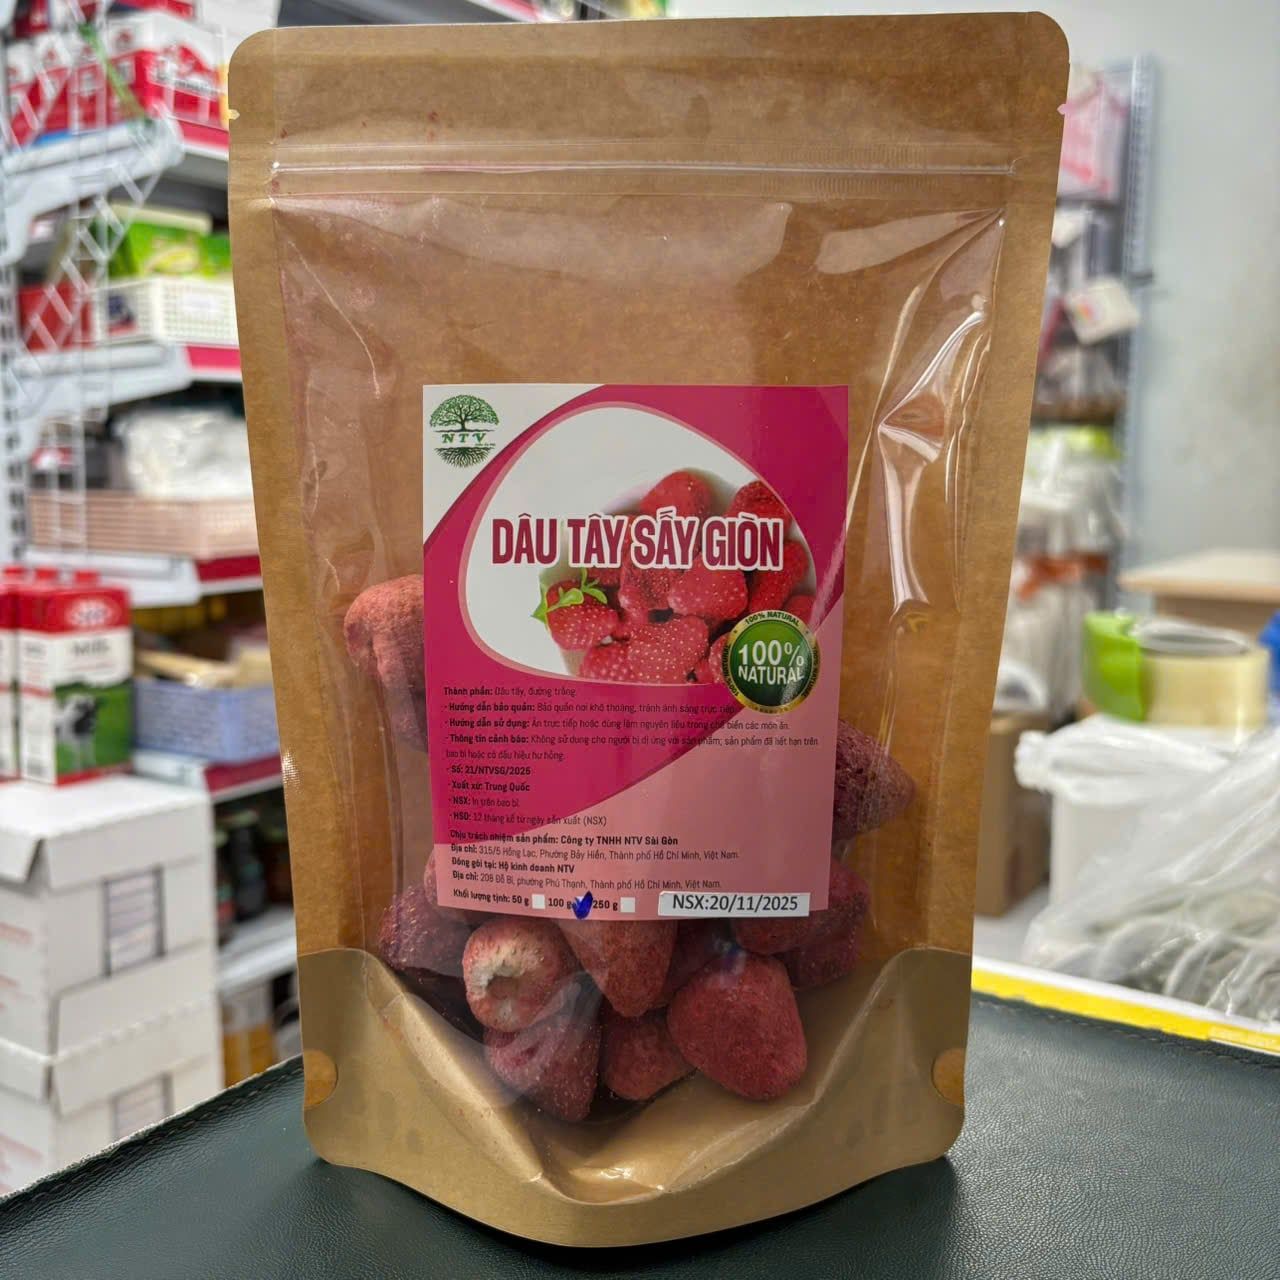 NTV
DÂU TÂY SẤY GIÒN
100% NATURAL
100%
NATURAL
Thành phần: Dâu tây, đường trắng.
- Hướng dẫn bảo quản: Bảo quản nơi khô thoáng, tránh ánh sáng trực tiếp
- Hướng dẫn sử dụng: Ăn trực tiếp hoặc dùng làm nguyên liệu trong chế biến các món ăn.
- Thông tin cảnh báo: Không sử dụng cho người bị dị ứng với sản phẩm; sản phẩm đã hết hạn trên
bao bì hoặc có dấu hiệu hư hỏng.
- Số: 21/NTVSG/2025
- Xuất xứ: Trung Quốc
- NSX: In trên bao bì.
- HSD: 12 tháng kể từ ngày sản xuất (NSX)
Chịu trách nhiệm sản phẩm: Công ty TNHH NTV Sài Gòn
Địa chỉ: 315/5 Hồng Lạc, Phường Bảy Hiền, Thành phố Hồ Chí Minh, Việt Nam.
Đóng gói tại: Hộ kinh doanh NTV
Địa chỉ: 20B Đỗ Bí, phường Phú Thạnh, Thành phố Hồ Chí Minh, Việt Nam.
Khối lượng tịnh: 50 g 100 g 250 g
NSX:20/11/2025